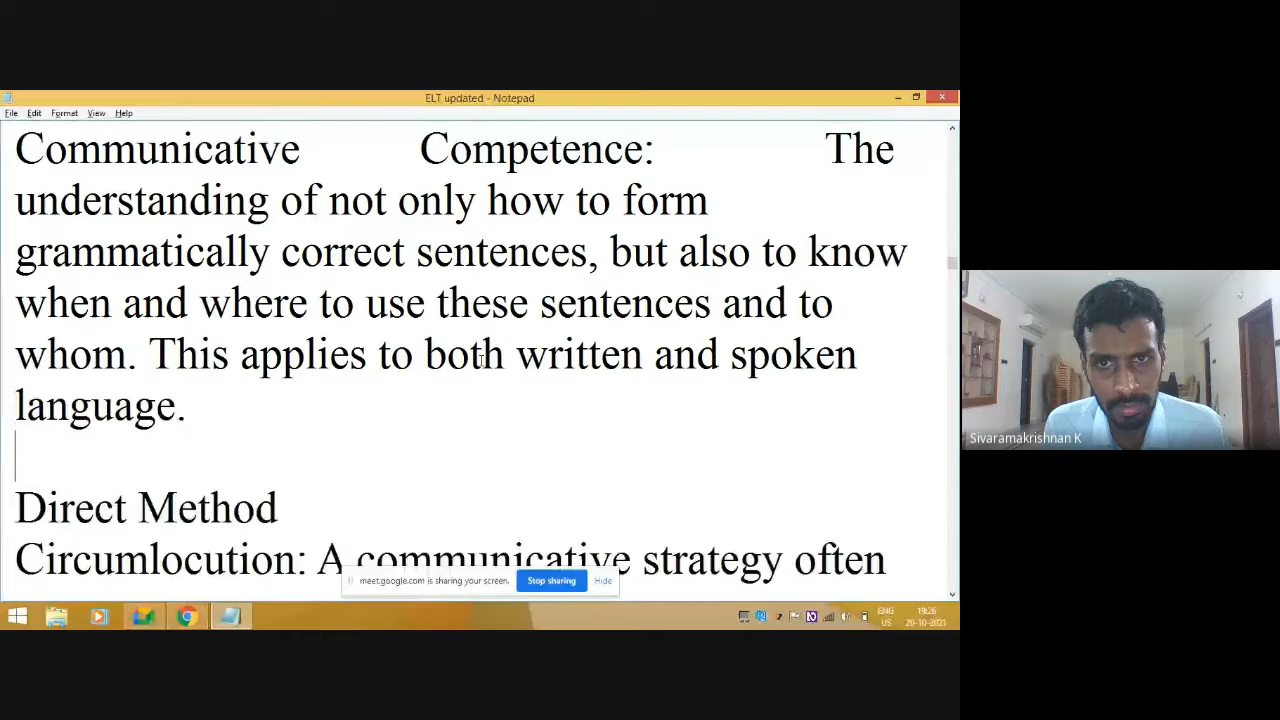 ELT updated - Notepad
File Edit Format View Help
Communicative Competence: The
understanding of not only how to form
grammatically correct sentences, but also to know
when and where to use these sentences and to
whom. This applies to both written and spoken
language.
Direct Method
Circumlocution: A communicative strategy often
meet.google.com is sharing your screen. Stop sharing Hide
ENG 19:26
US 20-10-2021
Sivaramakrishnan K